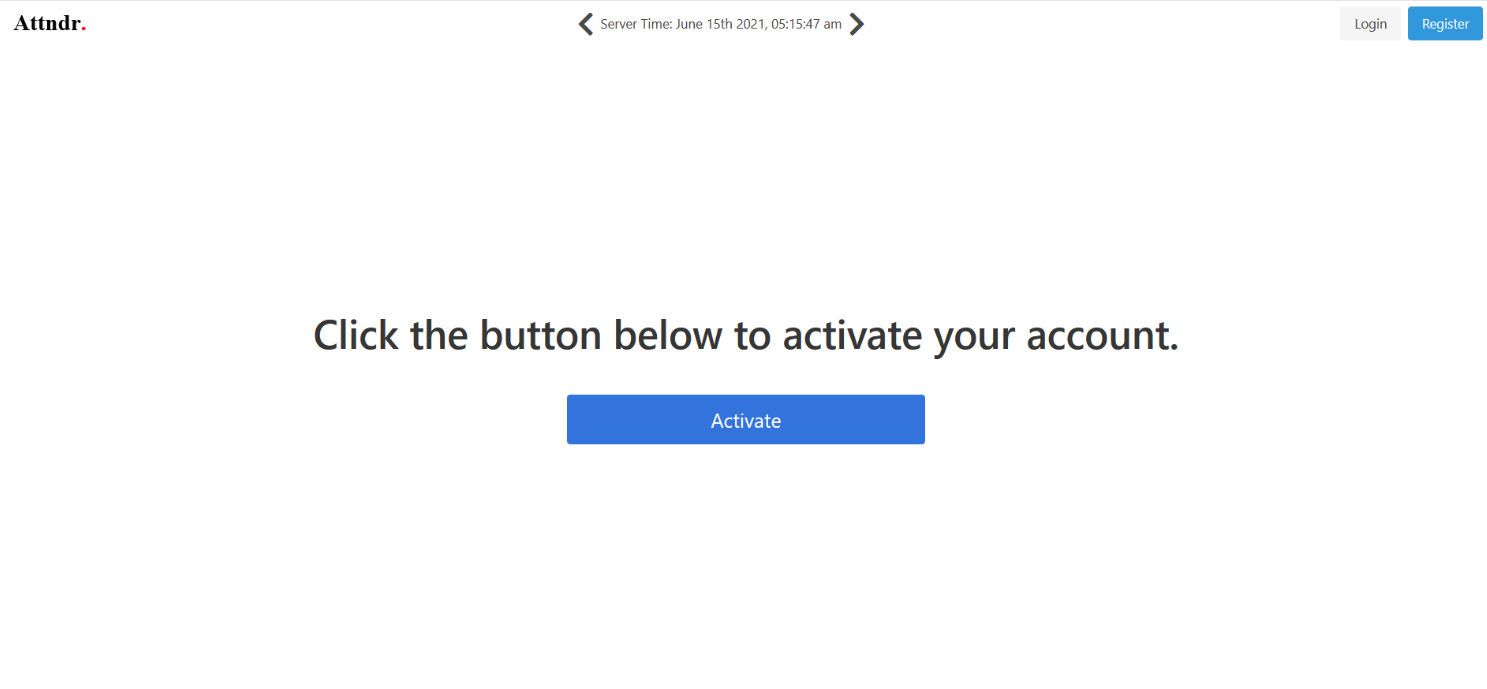 Attndr.
Server Time: June 15th 2021, 05:15:47 am
Login
Register
Click the button below to activate your account.
Activate